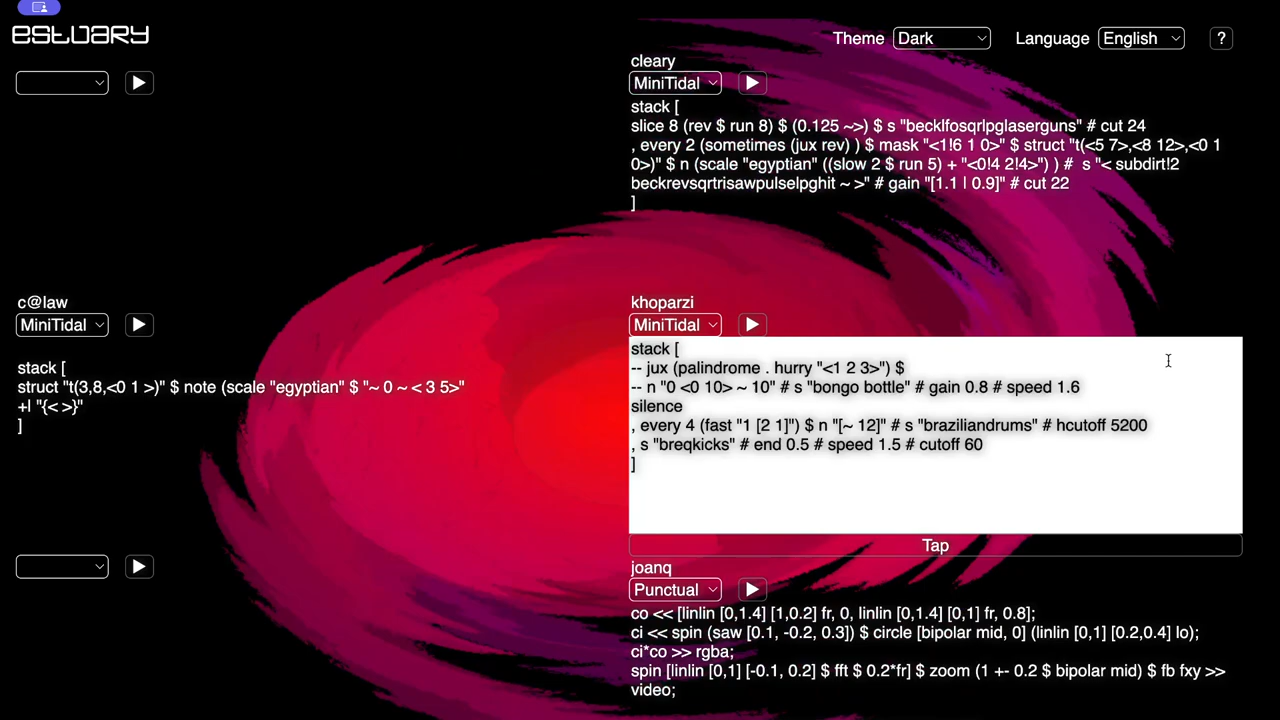 estuary
Theme Dark Language English ?
cleary
MiniTidal
stack [
slice 8 (rev $ run 8) $ (0.125 ~>) $ s "becklfosqrlpglaserguns" # cut 24
, every 2 (sometimes (jux rev) ) $ mask "<1!6 1 0>" $ struct "t(<5 7>,<8 12>,<0 1
0>)" $ n (scale "egyptian" ((slow 2 $ run 5) + "<0!4 2!4>") ) # s "< subdirt!2
beckrevsqrtrisawpulselpghit ~ >" # gain "[1.1 | 0.9]" # cut 22
]
c@law
MiniTidal
stack [
struct "t(3,8,<0 1 >)" $ note (scale "egyptian" $ "~ 0 ~ < 3 5>"
+| "{< >}"
]
khoparzi
MiniTidal
stack [
-- jux (palindrome . hurry "<1 2 3>") $
-- n "0 <0 10> ~ 10" # s "bongo bottle" # gain 0.8 # speed 1.6
silence
, every 4 (fast "1 [2 1]") $ n "[~ 12]" # s "braziliandrums" # hcutoff 5200
, s "breqkicks" # end 0.5 # speed 1.5 # cutoff 60
]
Tap
joanq
Punctual
co << [linlin [0,1.4] [1,0.2] fr, 0, linlin [0,1.4] [0,1] fr, 0.8];
ci << spin (saw [0.1, -0.2, 0.3]) $ circle [bipolar mid, 0] (linlin [0,1] [0.2,0.4] lo);
ci*co >> rgba;
spin [linlin [0,1] [-0.1, 0.2] $ fft $ 0.2*fr] $ zoom (1 +- 0.2 $ bipolar mid) $ fb fxy >>
video;